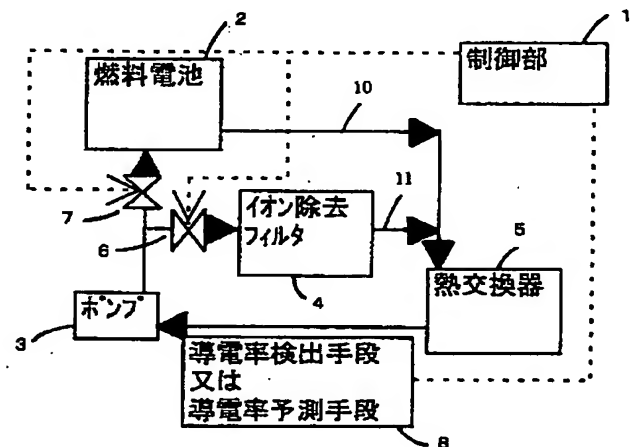 1
制御部
2
燃料電池
10
7
6
イオン除去
フィルタ
4
11
5
熱交換器
ポンプ
3
導電率検出手段
又は
導電率予測手段
8